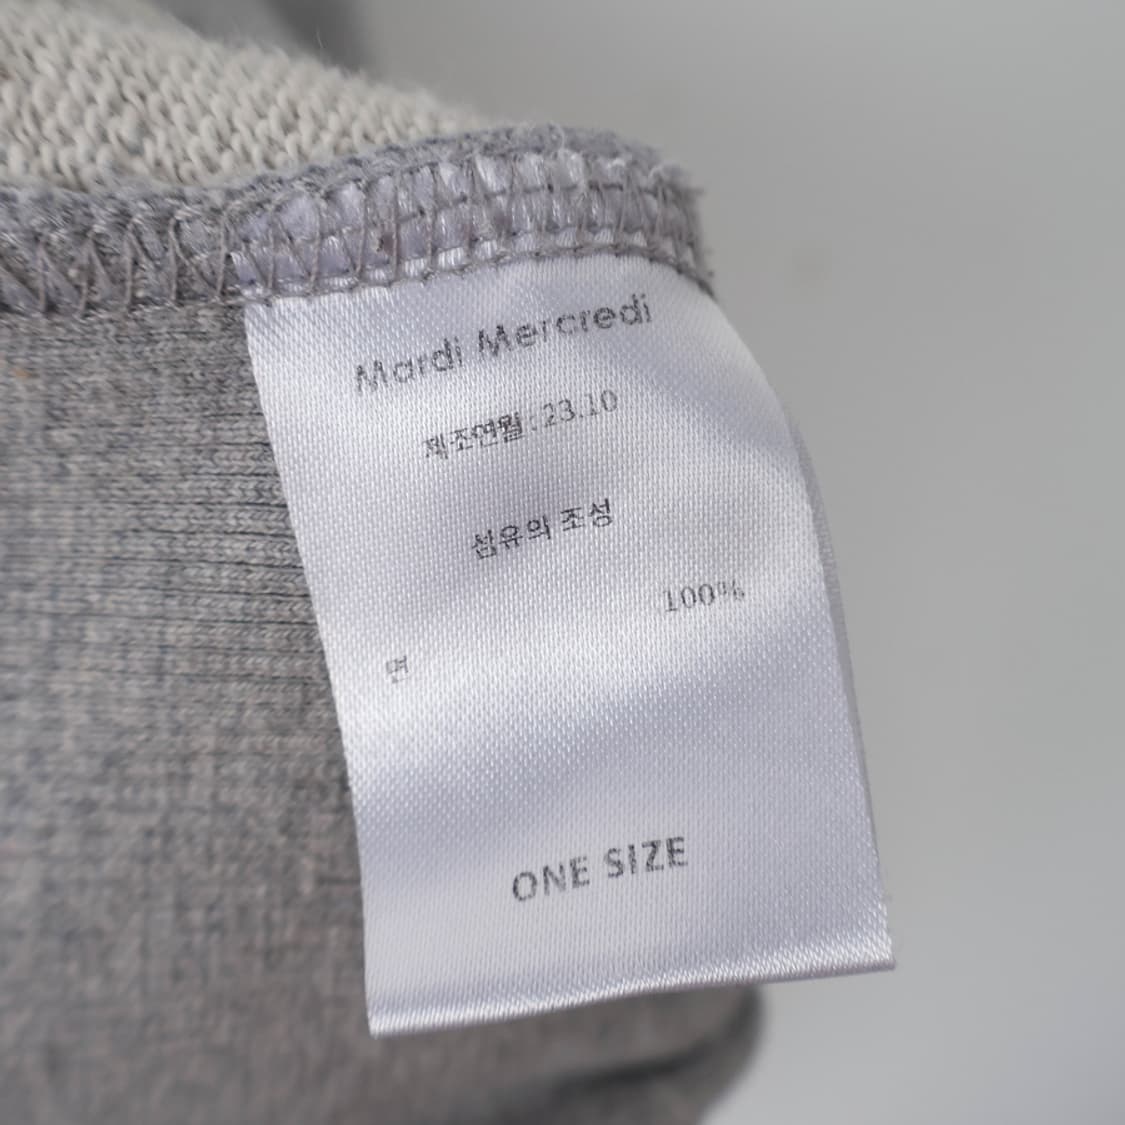 Mardi Mercredi
제조연월 : 23.10
섬유의 조성
면 100%
ONE SIZE